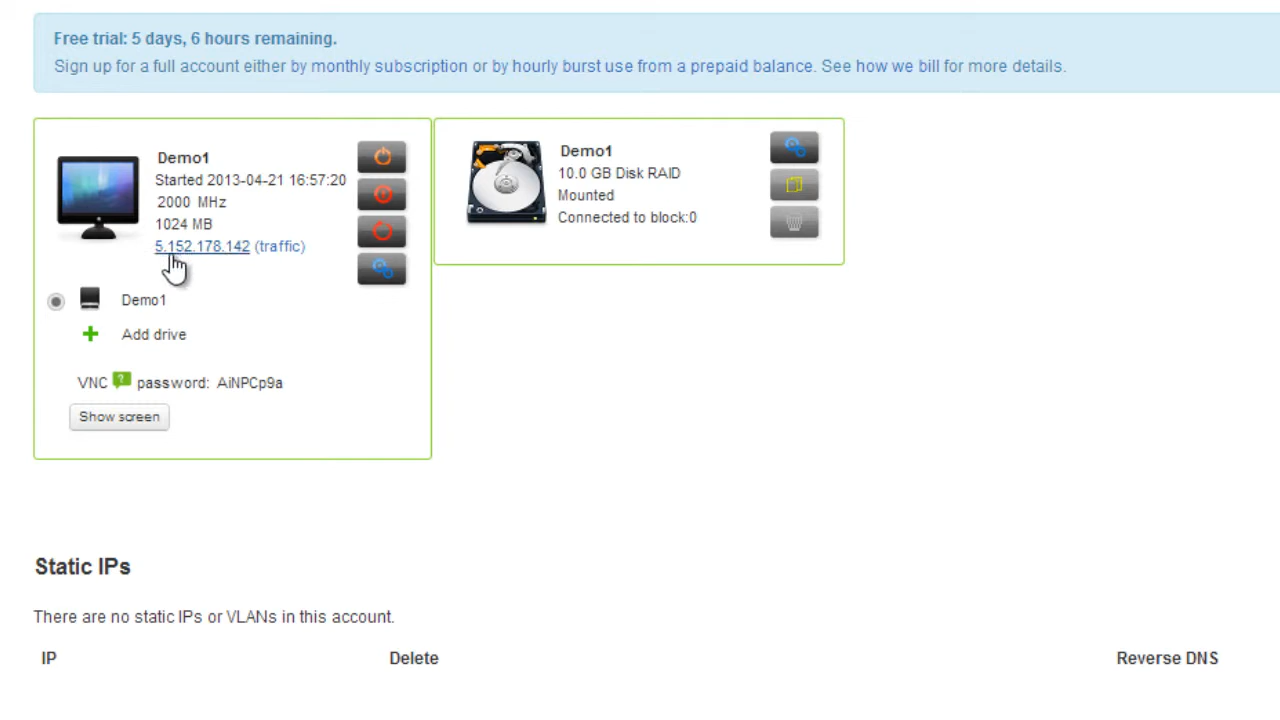 Free trial: 5 days, 6 hours remaining.
Sign up for a full account either by monthly subscription or by hourly burst use from a prepaid balance. See how we bill for more details.
Demo1
Started 2013-04-21 16:57:20
2000 MHz
1024 MB
5.152.178.142 (traffic)
Demo1
Add drive
VNC ? password: AiNPCp9a
Show screen
Demo1
10.0 GB Disk RAID
Mounted
Connected to block:0
Static IPs
There are no static IPs or VLANs in this account.
IP Delete Reverse DNS